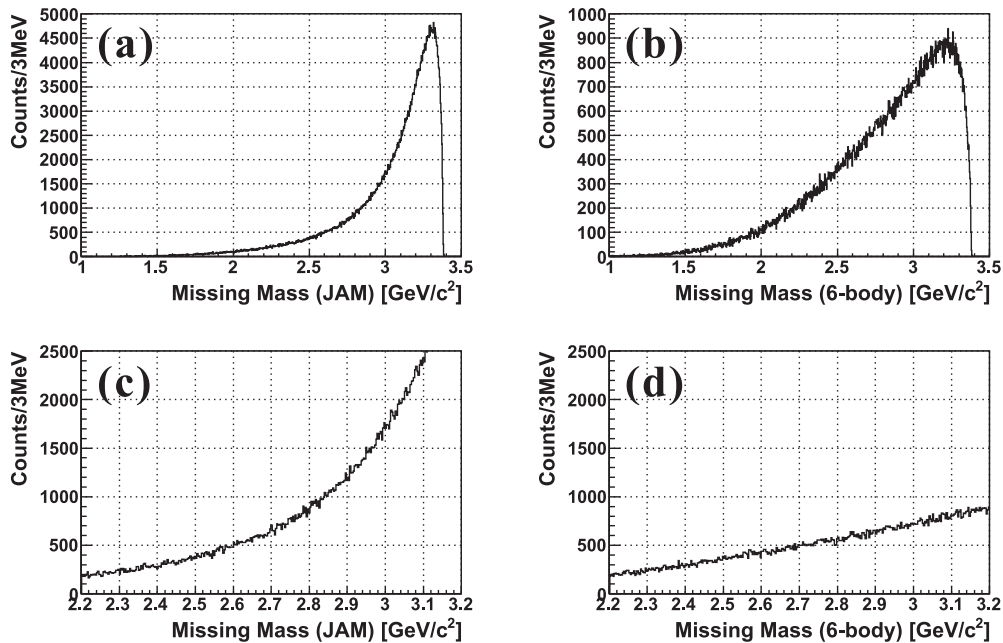 (a)
Counts/3MeV
5000
4500
4000
3500
3000
2500
2000
1500
1000
500
0
1 1.5 2 2.5 3 3.5
Missing Mass (JAM) [GeV/c²]
(b)
Counts/3MeV
1000
900
800
700
600
500
400
300
200
100
0
1 1.5 2 2.5 3 3.5
Missing Mass (6-body) [GeV/c²]
(c)
Counts/3MeV
2500
2000
1500
1000
500
0
2.2 2.3 2.4 2.5 2.6 2.7 2.8 2.9 3 3.1 3.2
Missing Mass (JAM) [GeV/c²]
(d)
Counts/3MeV
2500
2000
1500
1000
500
0
2.2 2.3 2.4 2.5 2.6 2.7 2.8 2.9 3 3.1 3.2
Missing Mass (6-body) [GeV/c²]